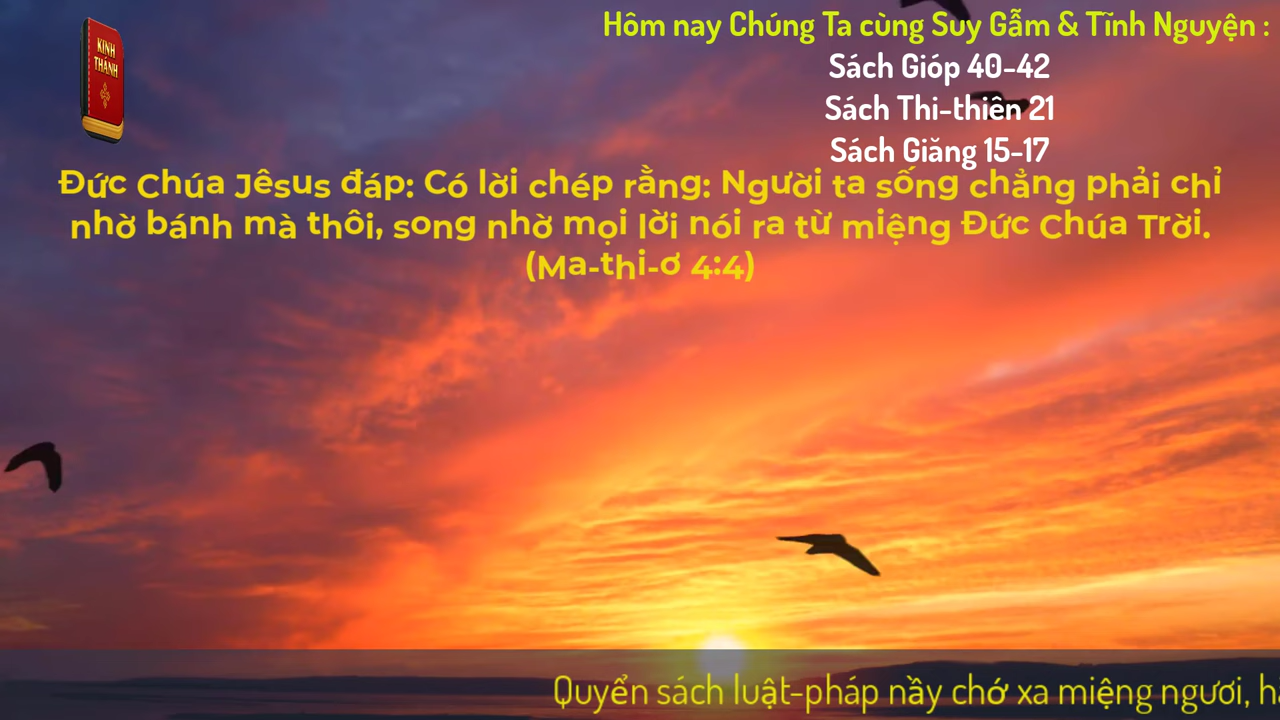 KINH
THÁNH
Hôm nay Chúng Ta cùng Suy Gẫm & Tĩnh Nguyện :
Sách Gióp 40-42
Sách Thi-thiên 21
Sách Giăng 15-17
Đức Chúa Jêsus đáp: Có lời chép rằng: Người ta sống chẳng phải chỉ
nhờ bánh mà thôi, song nhờ mọi lời nói ra từ miệng Đức Chúa Trời.
(Ma-thi-ơ 4:4)
Quyển sách luật-pháp nầy chớ xa miệng ngươi,